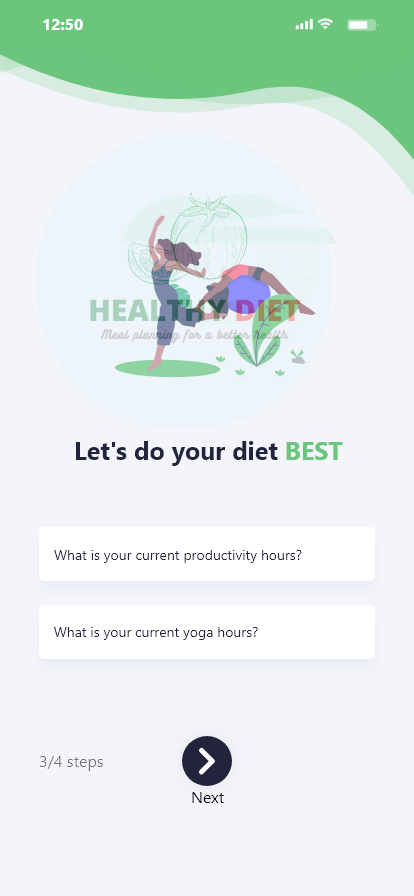 12:50
HEALTHY DIET
Meal planning for a better health
Let's do your diet BEST
What is your current productivity hours?
What is your current yoga hours?
3/4 steps
Next